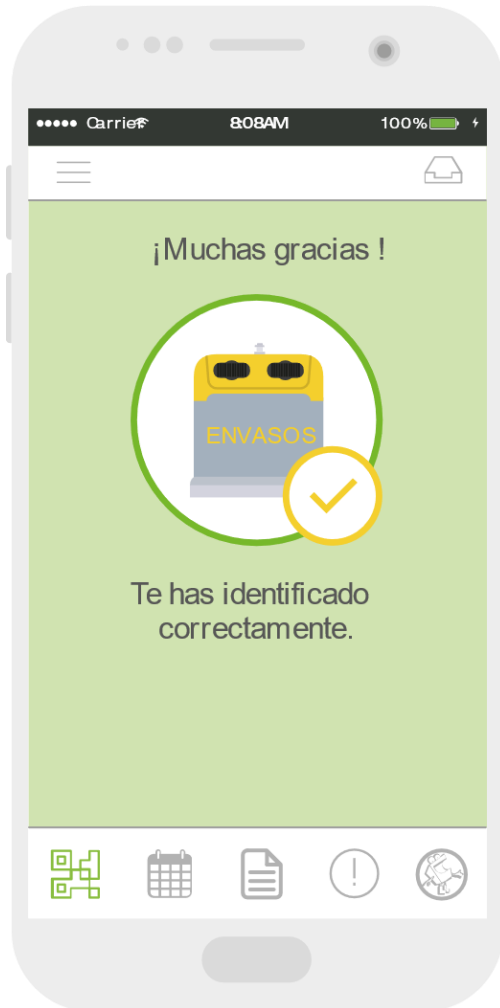 Carrier
8:08AM
100%
¡Muchas gracias !
ENVASOS
Te has identificado
correctamente.